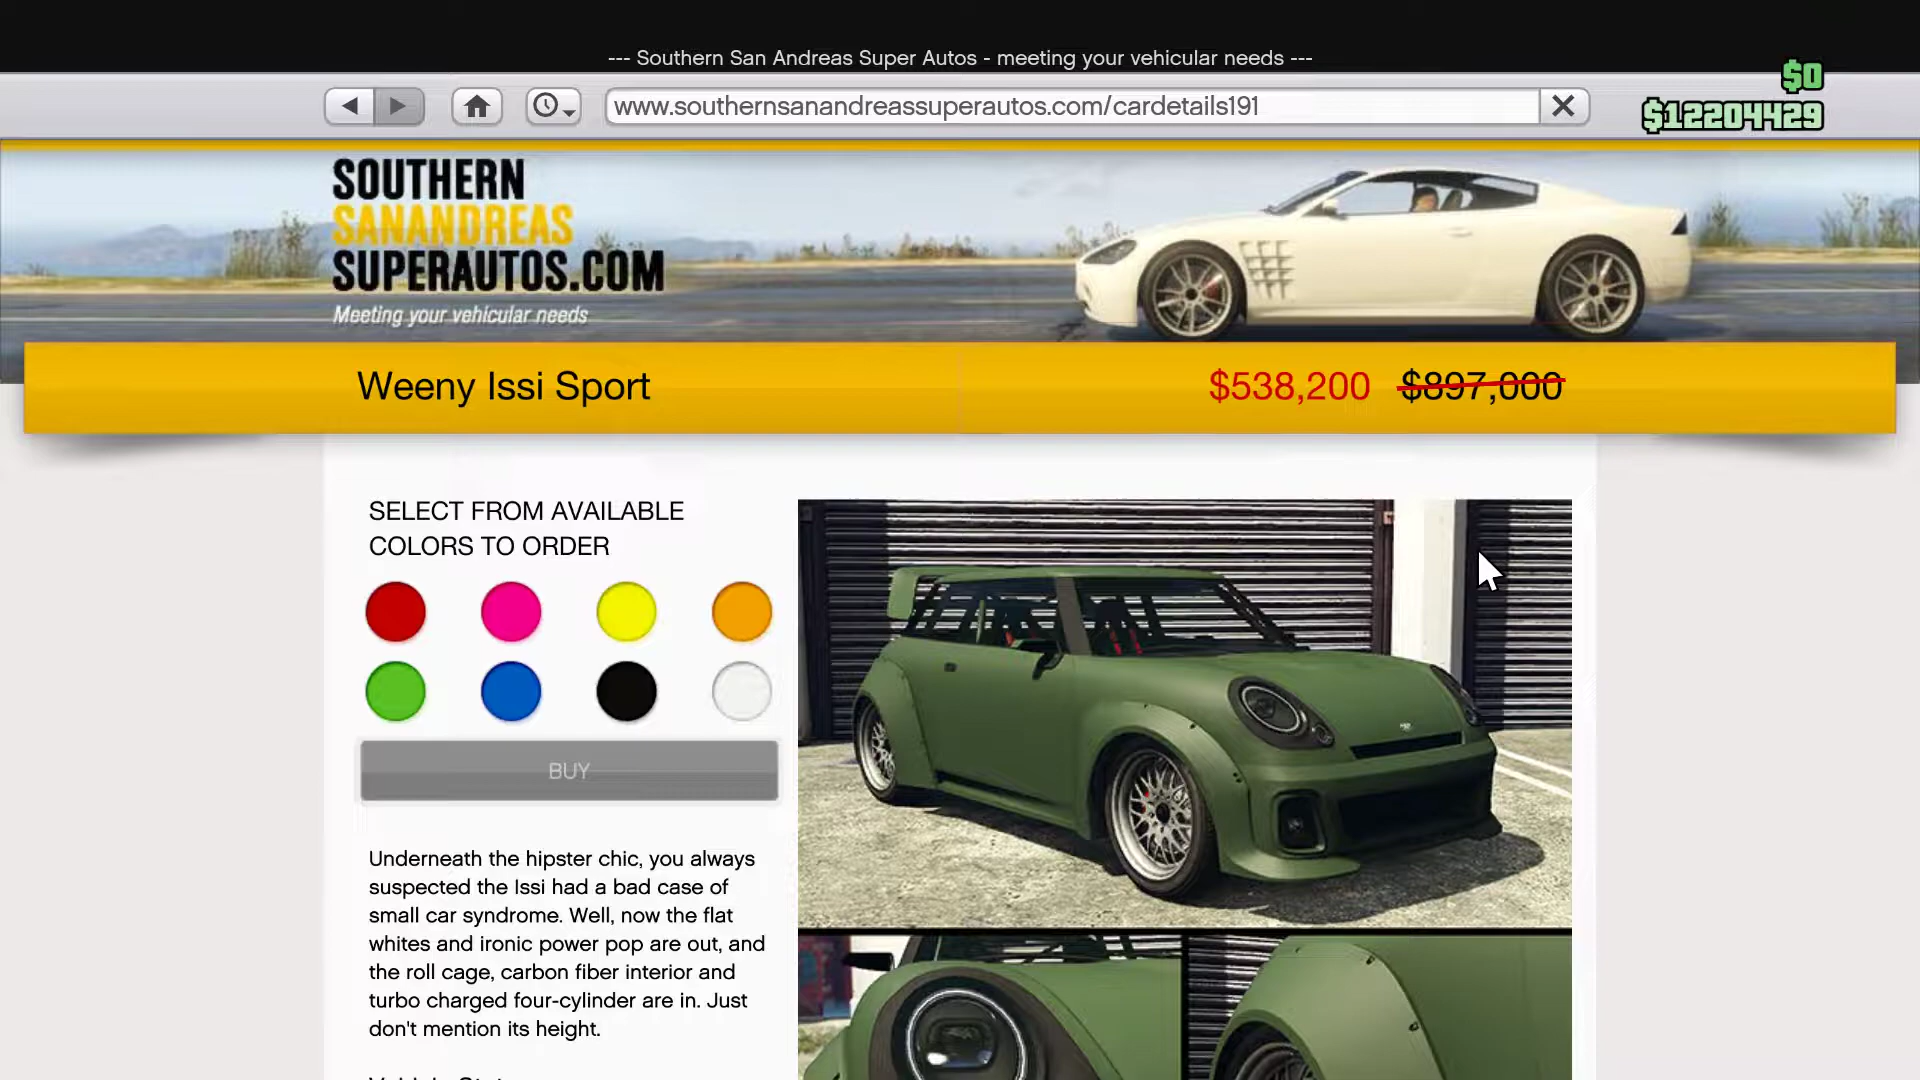 --- Southern San Andreas Super Autos - meeting your vehicular needs ---
www.southernsanandreassuperautos.com/cardetails191
$0
$12204429
SOUTHERN
SANANDREAS
SUPERAUTOS.COM
Meeting your vehicular needs
Weeny Issi Sport
$538,200 $897,000
SELECT FROM AVAILABLE
COLORS TO ORDER
BUY
Underneath the hipster chic, you always
suspected the Issi had a bad case of
small car syndrome. Well, now the flat
whites and ironic power pop are out, and
the roll cage, carbon fiber interior and
turbo charged four-cylinder are in. Just
don't mention its height.